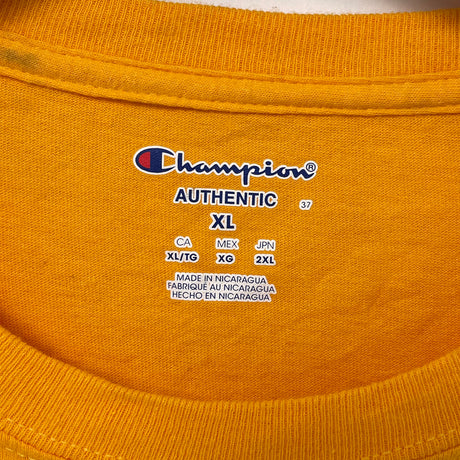 Champion®
AUTHENTIC 37
XL
CA MEX JPN
XL/TG XG 2XL
MADE IN NICARAGUA
FABRIQUÉ AU NICARAGUA
HECHO EN NICARAGUA